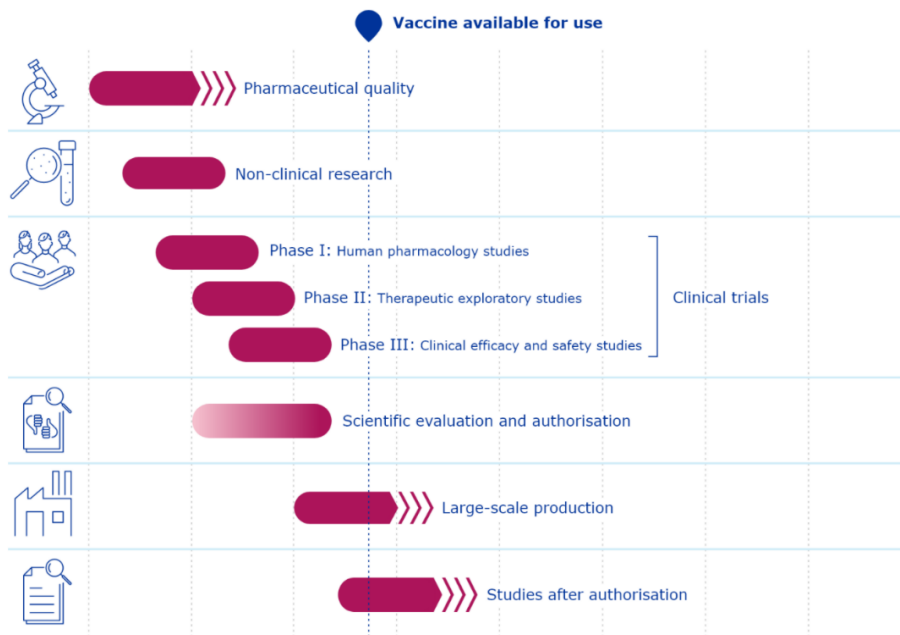 Vaccine available for use
Pharmaceutical quality
Non-clinical research
Phase I: Human pharmacology studies
Phase II: Therapeutic exploratory studies
Clinical trials
Phase III: Clinical efficacy and safety studies
Scientific evaluation and authorisation
Large-scale production
Studies after authorisation